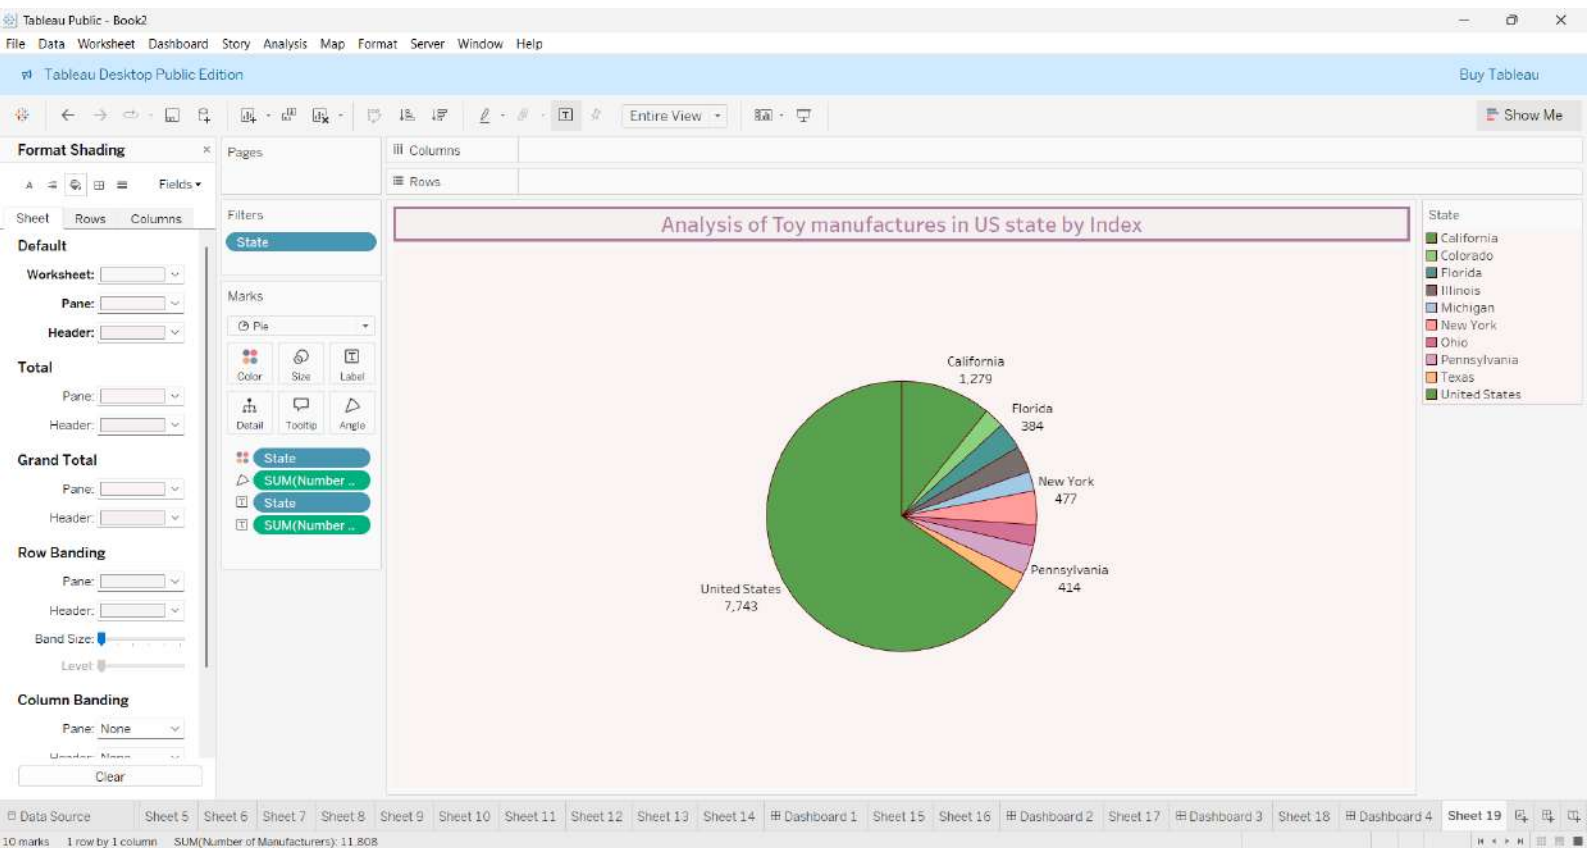 Tableau Public - Book2
File Data Worksheet Dashboard Story Analysis Map Format Server Window Help
Tableau Desktop Public Edition
Buy Tableau
Entire View
Show Me
Format Shading
Fields
Sheet Rows Columns
Default
Worksheet:
Pane:
Header:
Total
Pane:
Header:
Grand Total
Pane:
Header:
Row Banding
Pane:
Header:
Band Size:
Level:
Column Banding
Pane: None
Header: None
Clear
Pages
Filters
State
Marks
Pie
Color Size Label
Detail Tooltip Angle
State
SUM(Number ..
State
SUM(Number ..
Columns
Rows
Analysis of Toy manufactures in US state by Index
California
1,279
Florida
384
New York
477
Pennsylvania
414
United States
7,743
State
California
Colorado
Florida
Illinois
Michigan
New York
Ohio
Pennsylvania
Texas
United States
Data Source Sheet 5 Sheet 6 Sheet 7 Sheet 8 Sheet 9 Sheet 10 Sheet 11 Sheet 12 Sheet 13 Sheet 14 Dashboard 1 Sheet 15 Sheet 16 Dashboard 2 Sheet 17 Dashboard 3 Sheet 18 Dashboard 4 Sheet 19
10 marks 1 row by 1 column SUM(Number of Manufacturers): 11,808